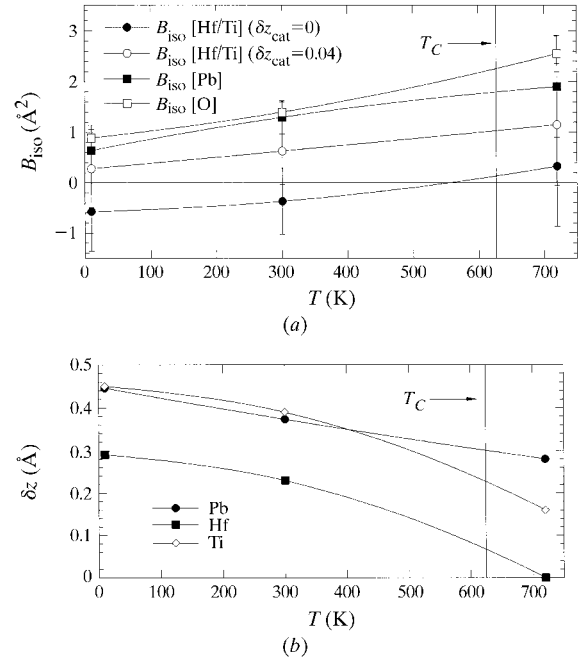 B_iso [Hf/Ti] (δz_cat=0)
B_iso [Hf/Ti] (δz_cat=0.04)
B_iso [Pb]
B_iso [O]
T_C
B_iso (Å²)
3
2
1
0
−1
0 100 200 300 400 500 600 700
T (K)
(a)
0.5
0.4
0.3
0.2
0.1
0
δz (Å)
T_C
Pb
Hf
Ti
0 100 200 300 400 500 600 700
T (K)
(b)